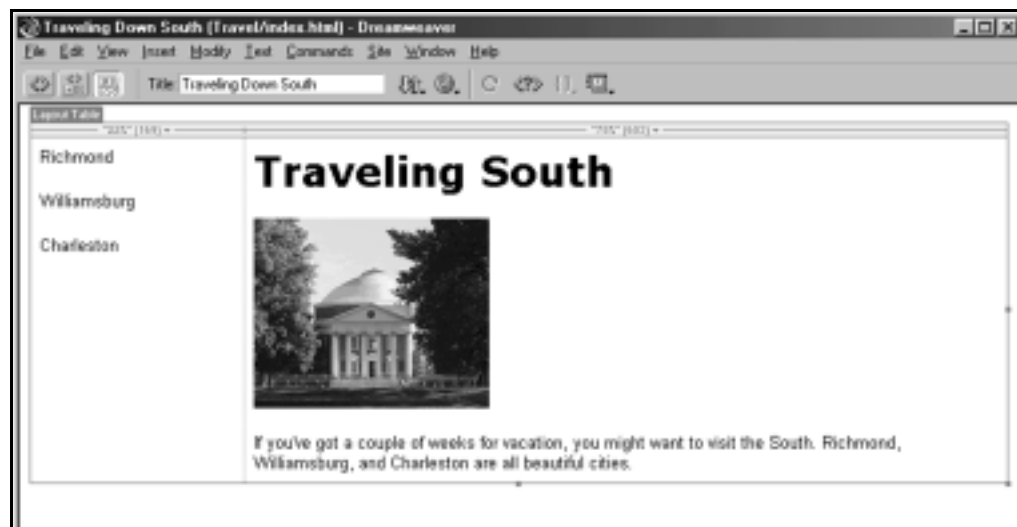 Traveling Down South (Travel/index.html) - Dreamweaver
File Edit View Insert Modify Text Commands Site Window Help
Title: Traveling Down South
Layout Table
Richmond
Williamsburg
Charleston
Traveling South
If you've got a couple of weeks for vacation, you might want to visit the South. Richmond,
Williamsburg, and Charleston are all beautiful cities.